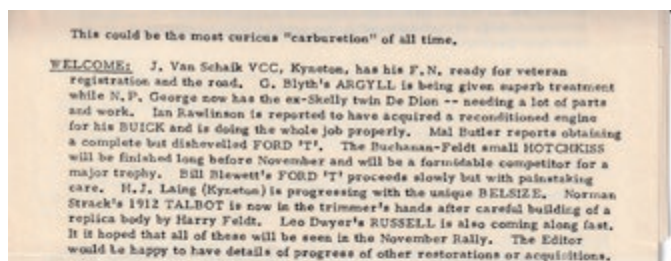 This could be the most curious "carburetion" of all time.
WELCOME: J. Van Schaik VCC, Kyneton, has his F.N. ready for veteran
registration and the road. G. Blyth's ARGYLL is being given superb treatment
while N.P. George now has the ex-Skelly twin De Dion -- needing a lot of parts
and work. Ian Rawlinson is reported to have acquired a reconditioned engine
for his BUICK and is doing the whole job properly. Mal Butler reports obtaining
a complete but dishevelled FORD 'T'. The Buchanan-Feldt small HOTCHKISS
will be finished long before November and will be a formidable competitor for a
major trophy. Bill Blewett's FORD 'T' proceeds slowly but with painstaking
care. H.J. Laing (Kyneton) is progressing with the unique BELSIZE. Norman
Strack's 1912 TALBOT is now in the trimmer's hands after careful building of a
replica body by Harry Feldt. Leo Dwyer's RUSSELL is also coming along fast.
It it hoped that all of these will be seen in the November Rally. The Editor
would be happy to have details of progress of other restorations or acquisitions.